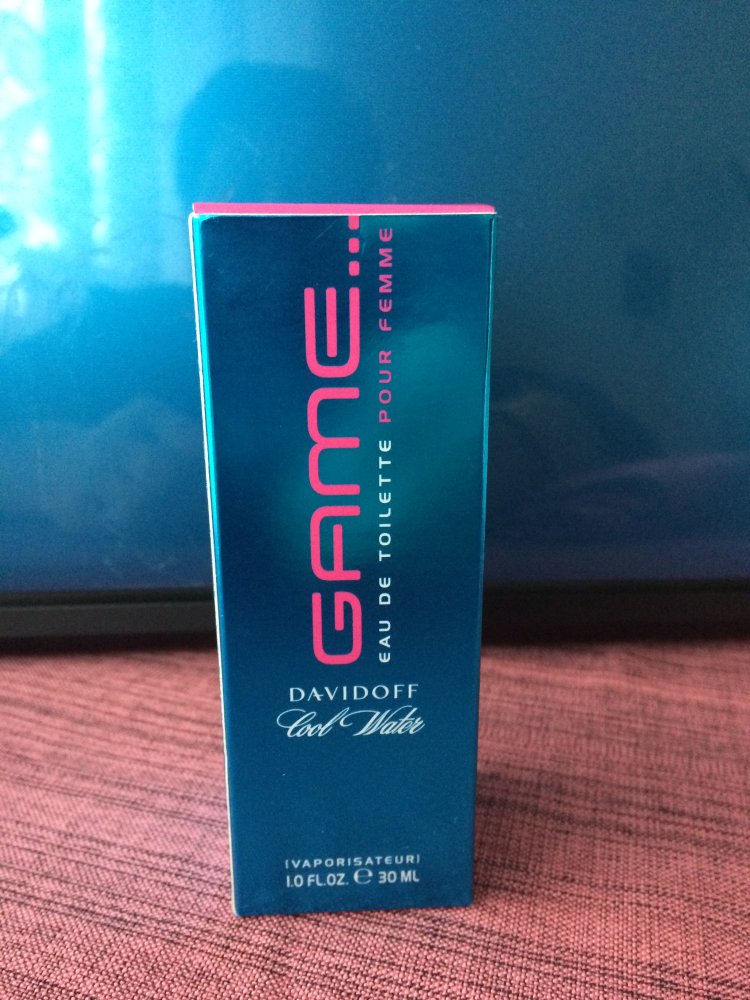 GAME...
EAU DE TOILETTE POUR FEMME
DAVIDOFF
Cool Water
[VAPORISATEUR]
1.0 FL.OZ. ℮ 30 ML